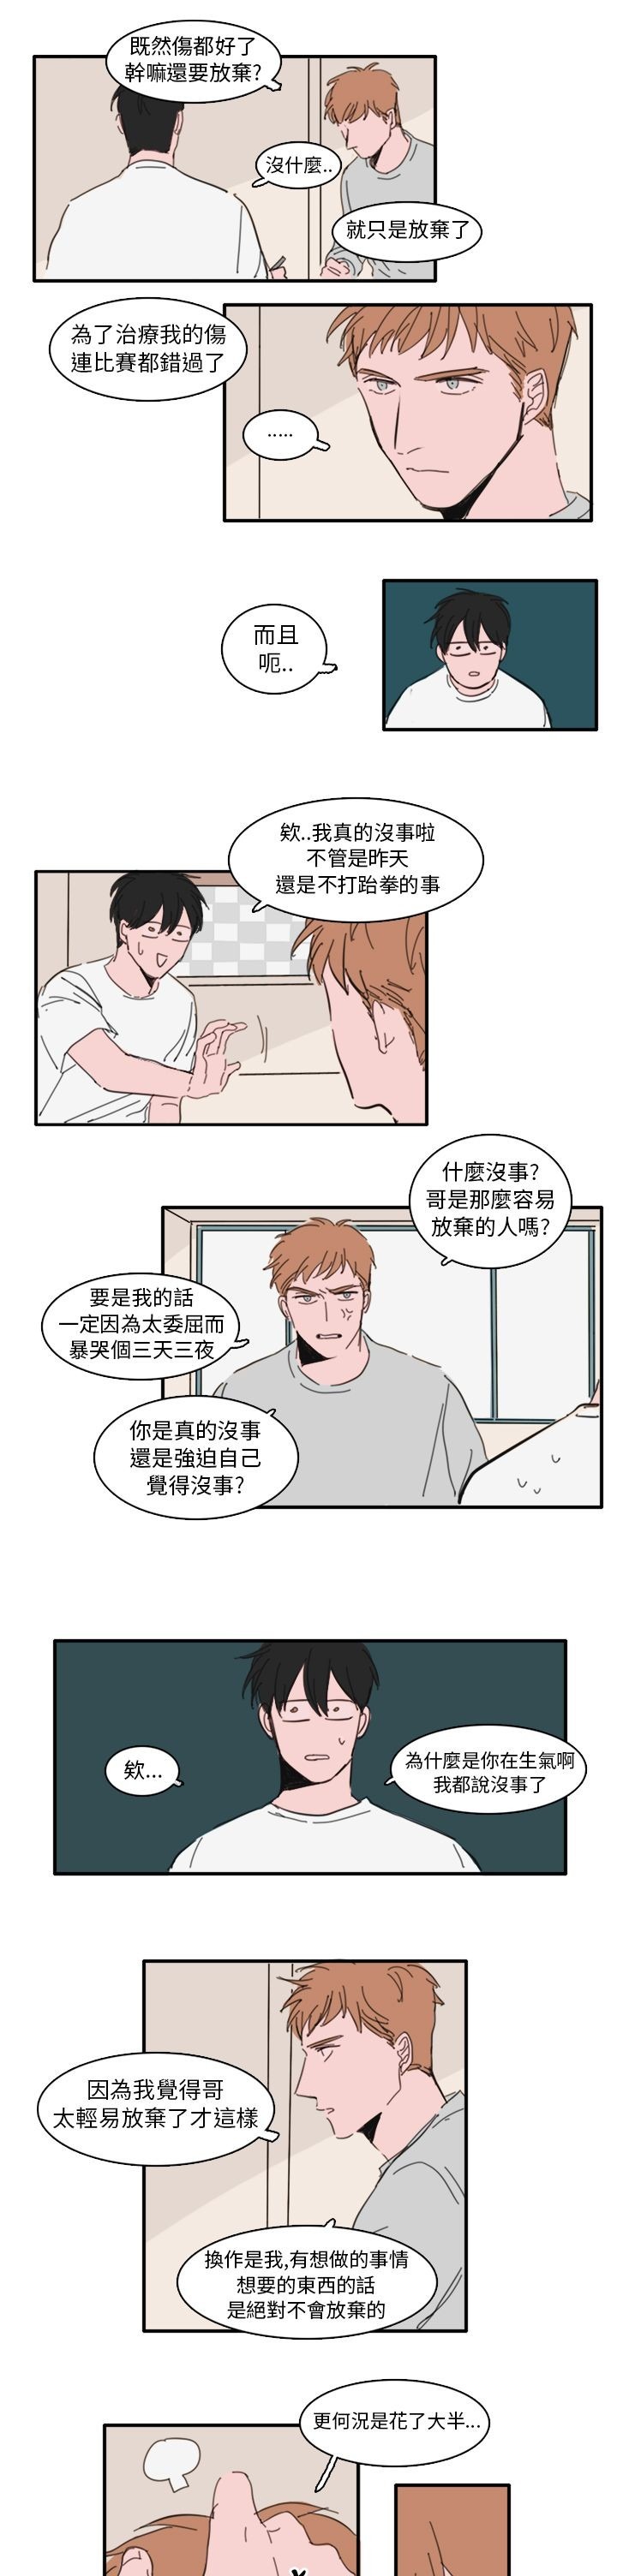 既然傷都好了
幹嘛還要放棄?
沒什麼..
就只是放棄了
為了治療我的傷
連比賽都錯過了
.....
而且
呃..
欸..我真的沒事啦
不管是昨天
還是不打跆拳的事
什麼沒事?
哥是那麼容易
放棄的人嗎?
要是我的話
一定因為太委屈而
暴哭個三天三夜
你是真的沒事
還是強迫自己
覺得沒事?
欸...
為什麼是你在生氣啊
我都說沒事了
因為我覺得哥
太輕易放棄了才這樣
換作是我,有想做的事情
想要的東西的話
是絕對不會放棄的
更何況是花了大半...